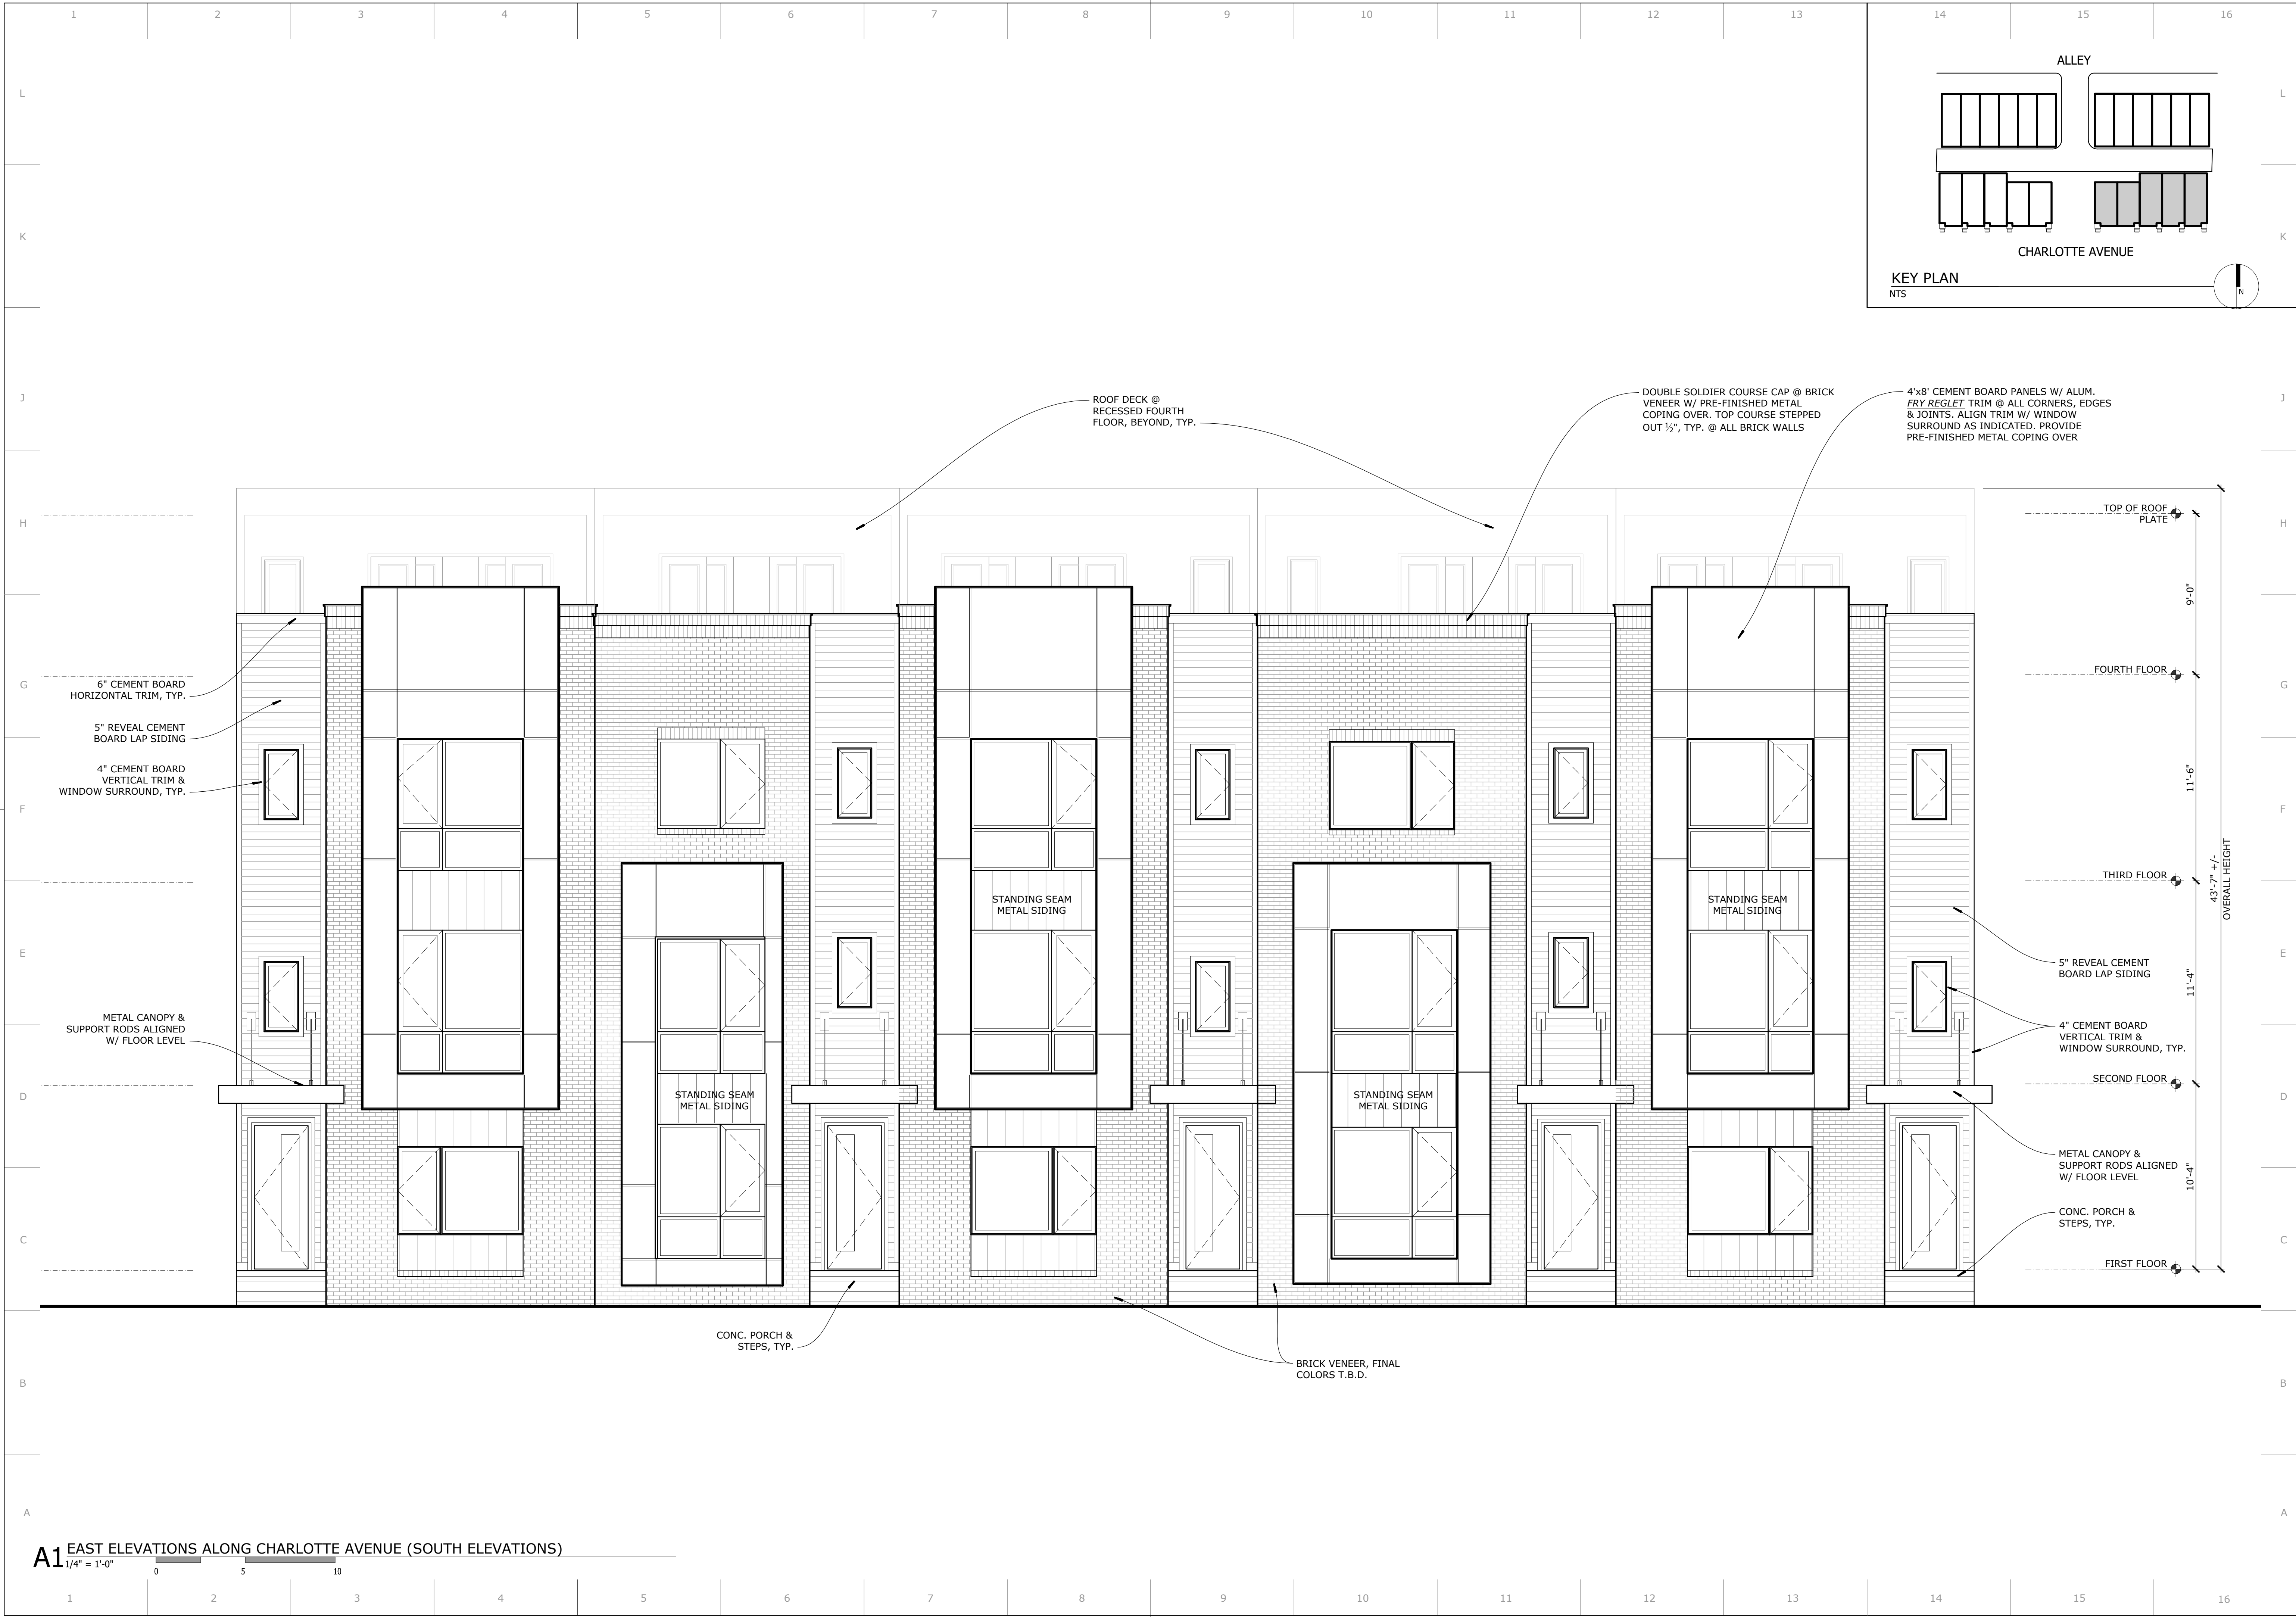 1 2 3 4 5 6 7 8 9 10 11 12 13 14 15 16
ALLEY
CHARLOTTE AVENUE
KEY PLAN
NTS
N
L L
K K
J J
H H
G G
F F
E E
D D
C C
B B
A A
ROOF DECK @
RECESSED FOURTH
FLOOR, BEYOND, TYP.
DOUBLE SOLDIER COURSE CAP @ BRICK
VENEER W/ PRE-FINISHED METAL
COPING OVER. TOP COURSE STEPPED
OUT ½", TYP. @ ALL BRICK WALLS
4'x8' CEMENT BOARD PANELS W/ ALUM.
FRY REGLET TRIM @ ALL CORNERS, EDGES
& JOINTS. ALIGN TRIM W/ WINDOW
SURROUND AS INDICATED. PROVIDE
PRE-FINISHED METAL COPING OVER
6" CEMENT BOARD
HORIZONTAL TRIM, TYP.
5" REVEAL CEMENT
BOARD LAP SIDING
4" CEMENT BOARD
VERTICAL TRIM &
WINDOW SURROUND, TYP.
METAL CANOPY &
SUPPORT RODS ALIGNED
W/ FLOOR LEVEL
STANDING SEAM
METAL SIDING
STANDING SEAM
METAL SIDING
STANDING SEAM
METAL SIDING
STANDING SEAM
METAL SIDING
TOP OF ROOF
PLATE
9'-0"
FOURTH FLOOR
11'-6"
THIRD FLOOR
43'-7" +/-
OVERALL HEIGHT
11'-4"
SECOND FLOOR
10'-4"
FIRST FLOOR
5" REVEAL CEMENT
BOARD LAP SIDING
4" CEMENT BOARD
VERTICAL TRIM &
WINDOW SURROUND, TYP.
METAL CANOPY &
SUPPORT RODS ALIGNED
W/ FLOOR LEVEL
CONC. PORCH &
STEPS, TYP.
CONC. PORCH &
STEPS, TYP.
BRICK VENEER, FINAL
COLORS T.B.D.
A1 EAST ELEVATIONS ALONG CHARLOTTE AVENUE (SOUTH ELEVATIONS)
1/4" = 1'-0"
0 5 10
1 2 3 4 5 6 7 8 9 10 11 12 13 14 15 16